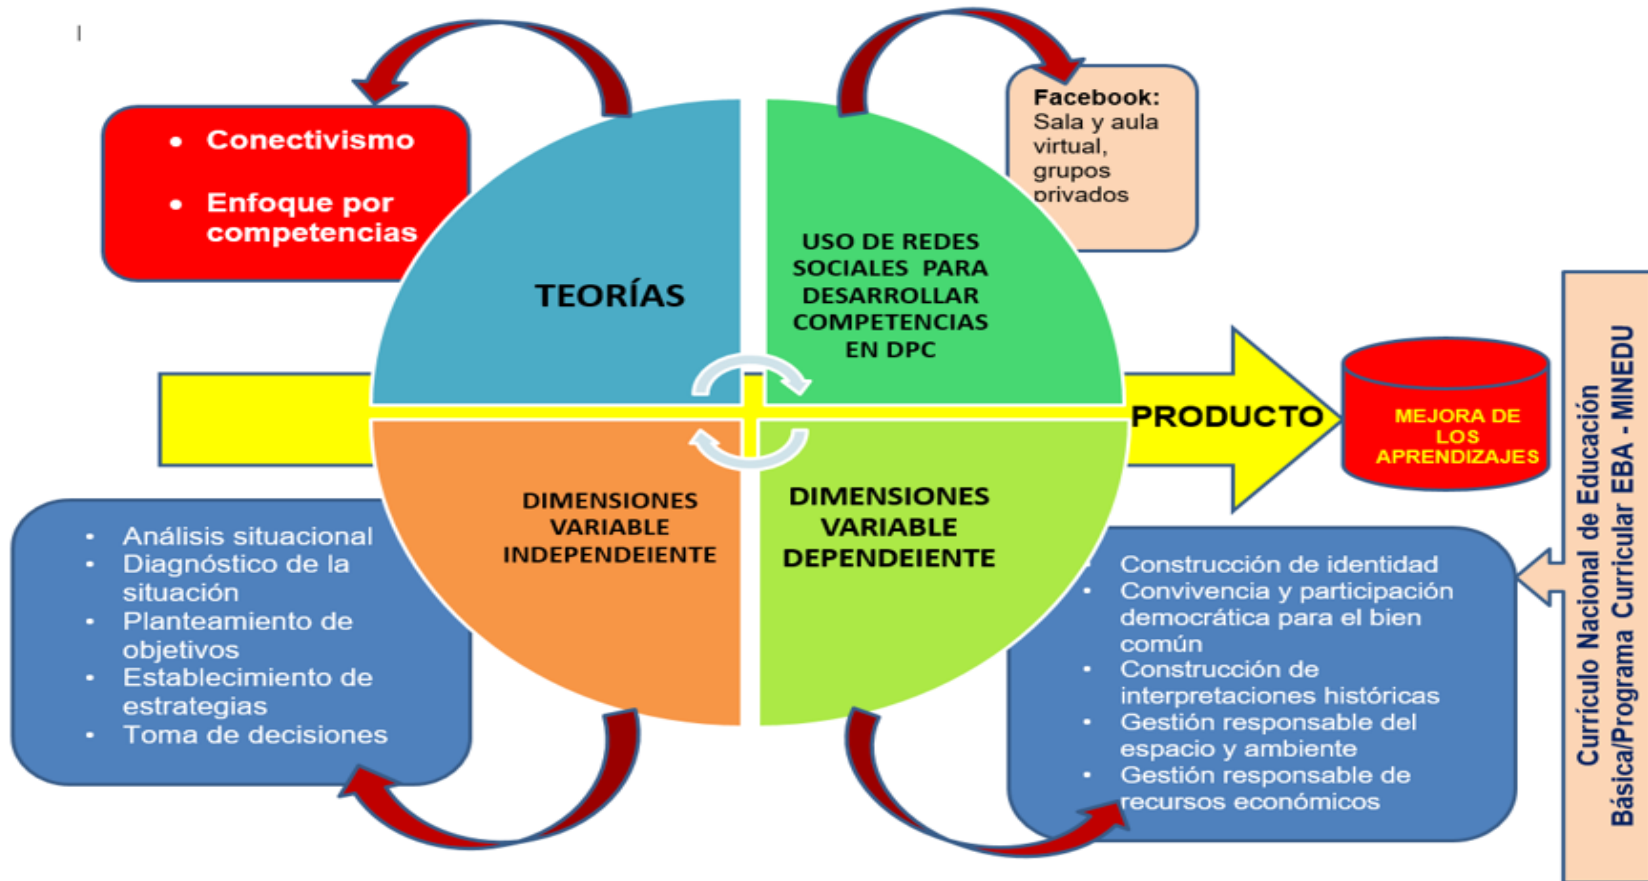 • Conectivismo
• Enfoque por
competencias
Facebook:
Sala y aula
virtual,
grupos
privados
TEORÍAS
USO DE REDES
SOCIALES PARA
DESARROLLAR
COMPETENCIAS
EN DPC
PRODUCTO
MEJORA DE
LOS
APRENDIZAJES
DIMENSIONES
VARIABLE
INDEPENDEIENTE
DIMENSIONES
VARIABLE
DEPENDEIENTE
• Análisis situacional
• Diagnóstico de la
situación
• Planteamiento de
objetivos
• Establecimiento de
estrategias
• Toma de decisiones
• Construcción de identidad
• Convivencia y participación
democrática para el bien
común
• Construcción de
interpretaciones históricas
• Gestión responsable del
espacio y ambiente
• Gestión responsable de
recursos económicos
Currículo Nacional de Educación
Básica/Programa Curricular EBA - MINEDU